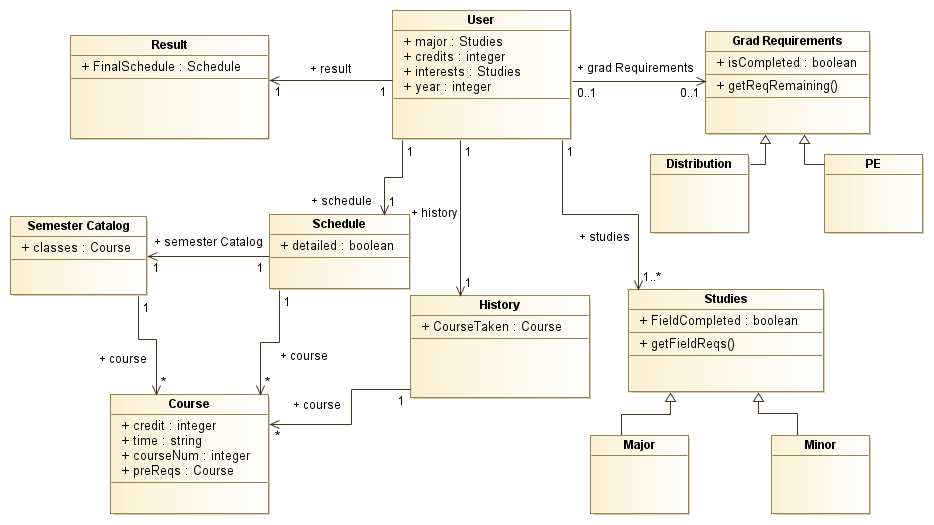 User
+ major : Studies
+ credits : integer
+ interests : Studies
+ year : integer
Result
+ FinalSchedule : Schedule
+ result
1
1
Grad Requirements
+ isCompleted : boolean
+ getReqRemaining()
+ grad Requirements
0..1
0..1
Distribution
PE
1
+ schedule
1
1
+ history
1
1
+ studies
1..*
Semester Catalog
+ classes : Course
+ semester Catalog
1
1
Schedule
+ detailed : boolean
History
+ CourseTaken : Course
Studies
+ FieldCompleted : boolean
+ getFieldReqs()
1
+ course
*
1
+ course
*
1
+ course
*
Course
+ credit : integer
+ time : string
+ courseNum : integer
+ preReqs : Course
Major
Minor